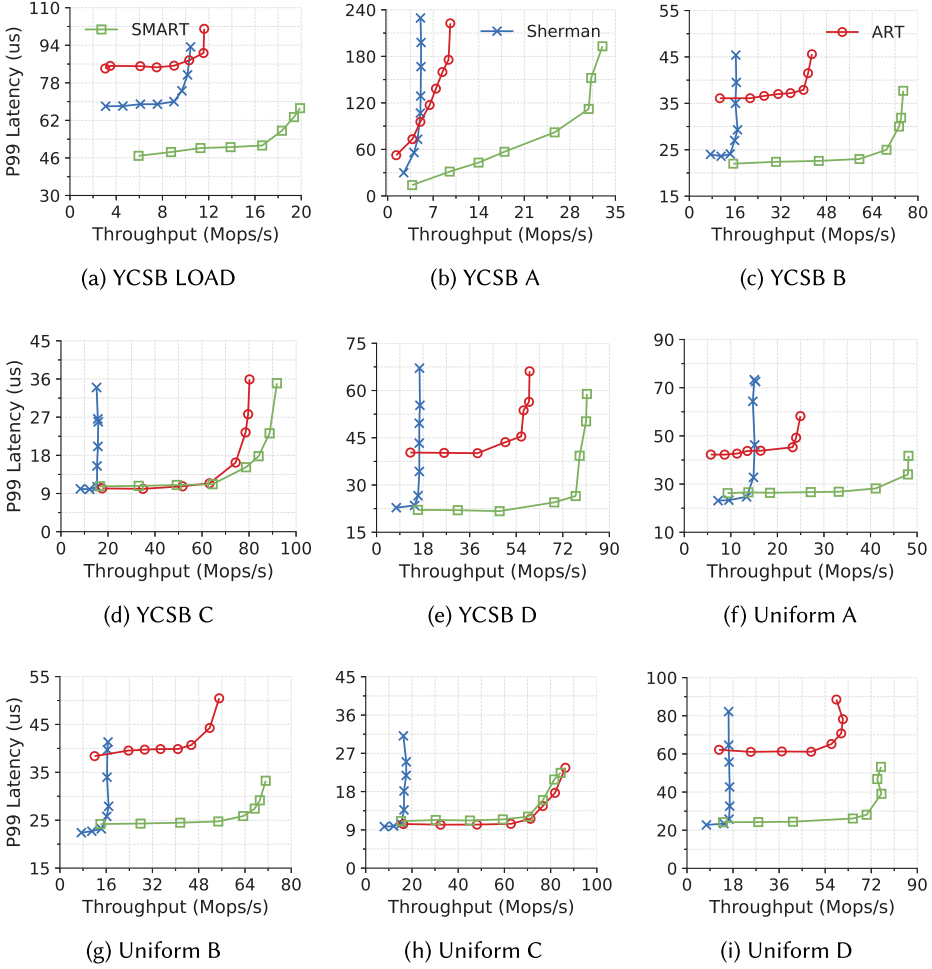 SMART
Sherman
ART
P99 Latency (us)
110
94
78
62
46
30
0 4 8 12 16 20
Throughput (Mops/s)
(a) YCSB LOAD
240
180
120
60
0
0 7 14 21 28 35
Throughput (Mops/s)
(b) YCSB A
55
45
35
25
15
0 16 32 48 64 80
Throughput (Mops/s)
(c) YCSB B
P99 Latency (us)
45
36
27
18
9
0
0 20 40 60 80 100
Throughput (Mops/s)
(d) YCSB C
75
60
45
30
15
0 18 36 54 72 90
Throughput (Mops/s)
(e) YCSB D
90
70
50
30
10
0 10 20 30 40 50
Throughput (Mops/s)
(f) Uniform A
P99 Latency (us)
55
45
35
25
15
0 16 32 48 64 80
Throughput (Mops/s)
(g) Uniform B
45
36
27
18
9
0
0 20 40 60 80 100
Throughput (Mops/s)
(h) Uniform C
100
80
60
40
20
0
0 18 36 54 72 90
Throughput (Mops/s)
(i) Uniform D